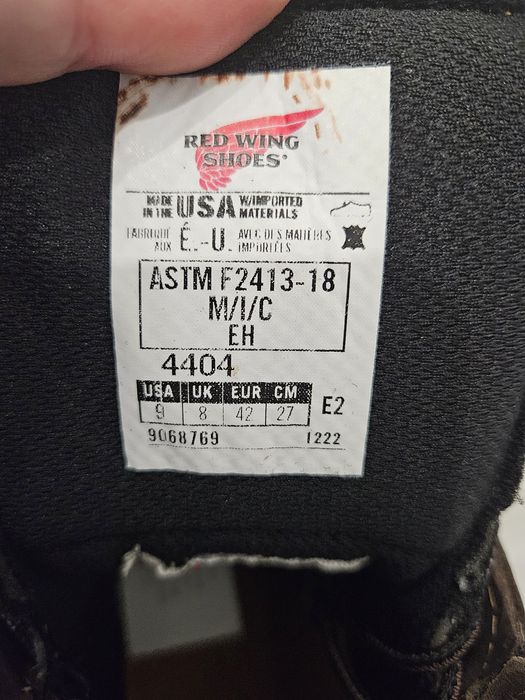 RED WING
SHOES®
MADE IN THE USA W/IMPORTED MATERIALS
FABRIQUÉ AUX É.-U. AVEC DES MATIÈRES IMPORTÉES
ASTM F2413-18
M/I/C
EH
4404
USA UK EUR CM
9 8 42 27 E2
9068769 1222